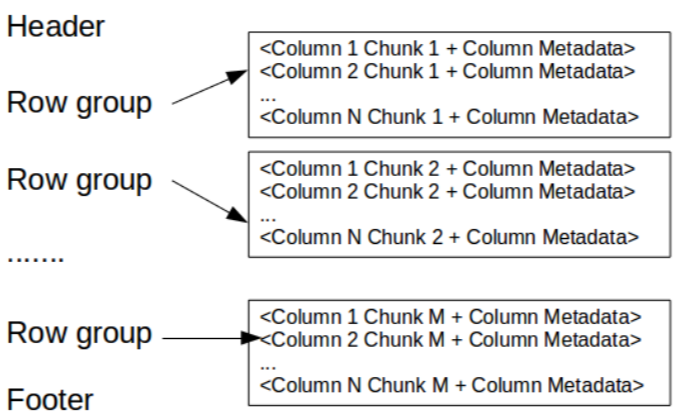 Header
Row group
<Column 1 Chunk 1 + Column Metadata>
<Column 2 Chunk 1 + Column Metadata>
...
<Column N Chunk 1 + Column Metadata>
Row group
<Column 1 Chunk 2 + Column Metadata>
<Column 2 Chunk 2 + Column Metadata>
...
<Column N Chunk 2 + Column Metadata>
.......
Row group
<Column 1 Chunk M + Column Metadata>
<Column 2 Chunk M + Column Metadata>
...
<Column N Chunk M + Column Metadata>
Footer